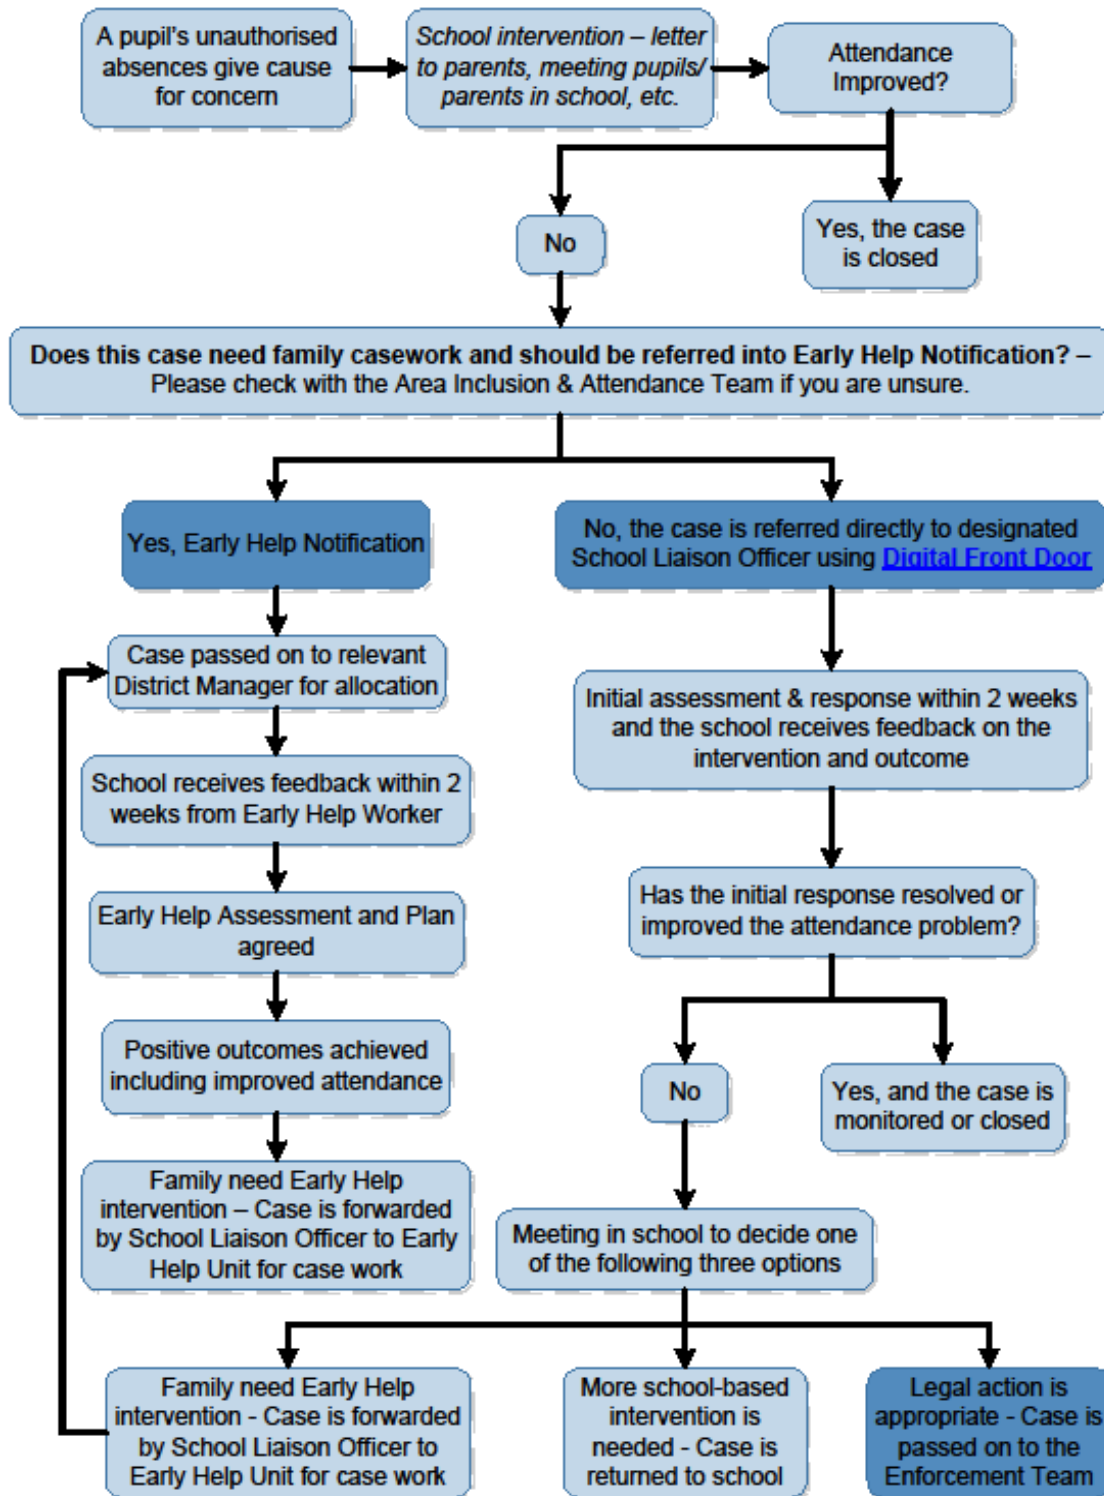 A pupil's unauthorised
absences give cause
for concern
School intervention – letter
to parents, meeting pupils/
parents in school, etc.
Attendance
Improved?
No
Yes, the case
is closed
Does this case need family casework and should be referred into Early Help Notification? –
Please check with the Area Inclusion & Attendance Team if you are unsure.
Yes, Early Help Notification
No, the case is referred directly to designated
School Liaison Officer using Digital Front Door
Case passed on to relevant
District Manager for allocation
School receives feedback within 2
weeks from Early Help Worker
Early Help Assessment and Plan
agreed
Positive outcomes achieved
including improved attendance
Family need Early Help
intervention – Case is forwarded
by School Liaison Officer to Early
Help Unit for case work
Initial assessment & response within 2 weeks
and the school receives feedback on the
intervention and outcome
Has the initial response resolved or
improved the attendance problem?
No
Yes, and the case is
monitored or closed
Meeting in school to decide one
of the following three options
Family need Early Help
intervention - Case is forwarded
by School Liaison Officer to
Early Help Unit for case work
More school-based
intervention is
needed - Case is
returned to school
Legal action is
appropriate - Case is
passed on to the
Enforcement Team